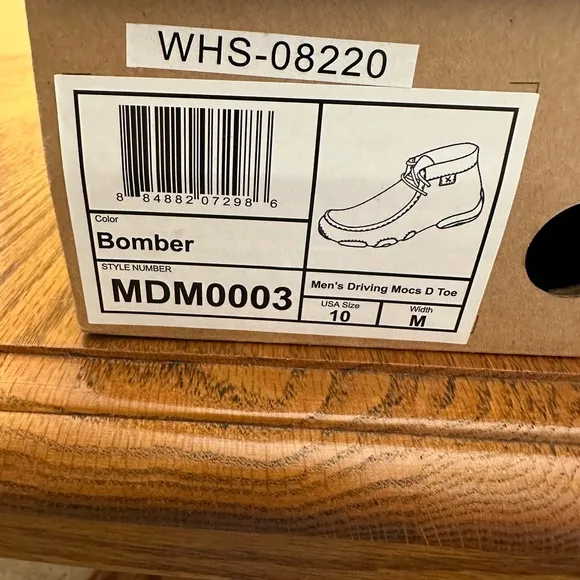 WHS-08220
8 84882 07298 6
Color
Bomber
STYLE NUMBER
MDM0003
X
Men's Driving Mocs D Toe
USA Size
10
Width
M